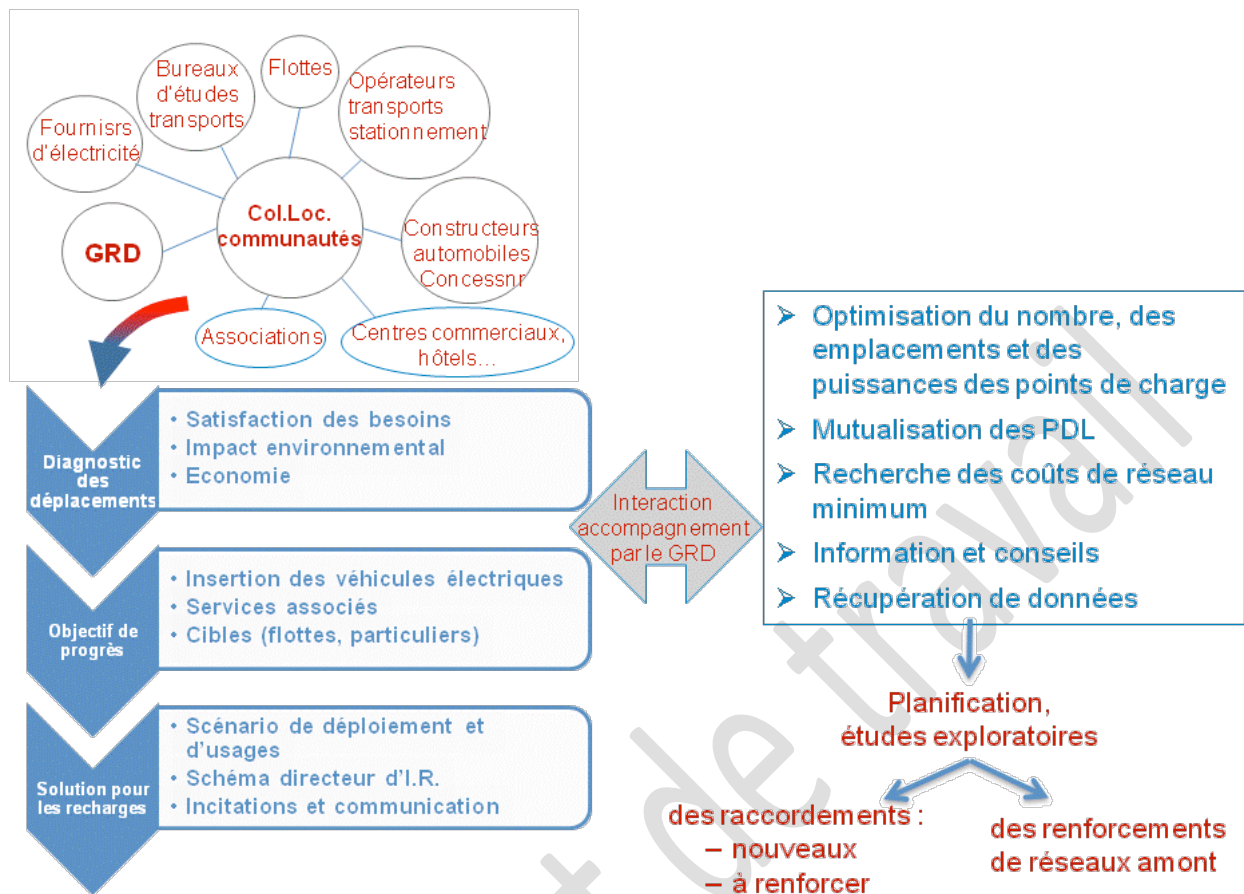 Bureaux
d'études
transports
Flottes
Opérateurs
transports
stationnement
Fournisrs
d'électricité
Col.Loc.
communautés
GRD
Constructeurs
automobiles
Concessnr
Associations
Centres commerciaux,
hôtels...
Diagnostic
des
déplacements
• Satisfaction des besoins
• Impact environnemental
• Economie
Objectif de
progrès
• Insertion des véhicules électriques
• Services associés
• Cibles (flottes, particuliers)
Solution pour
les recharges
• Scénario de déploiement et
d'usages
• Schéma directeur d'I.R.
• Incitations et communication
Interaction
accompagnement
par le GRD
➢ Optimisation du nombre, des
emplacements et des
puissances des points de charge
➢ Mutualisation des PDL
➢ Recherche des coûts de réseau
minimum
➢ Information et conseils
➢ Récupération de données
Planification,
études exploratoires
des raccordements :
– nouveaux
– à renforcer
des renforcements
de réseaux amont
t de travail